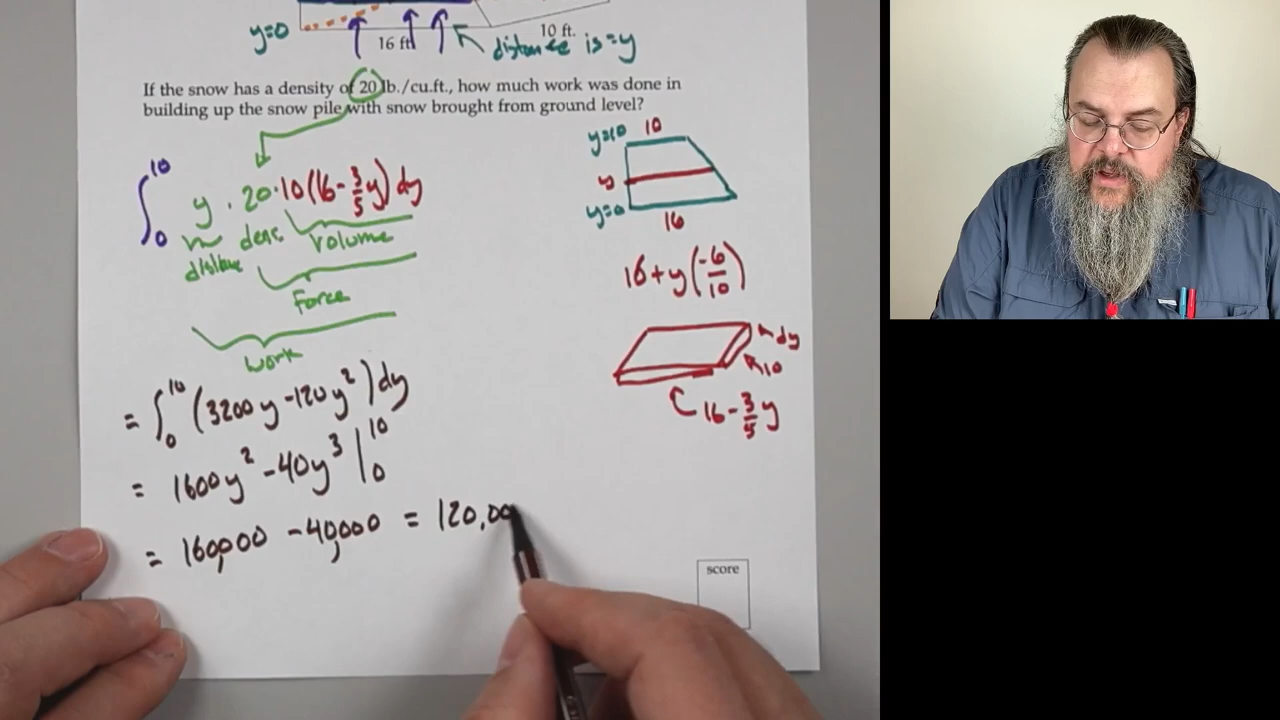 y=0
16 ft.
10 ft.
distance is = y
If the snow has a density of 20 lb./cu.ft., how much work was done in
building up the snow pile with snow brought from ground level?
∫₀¹⁰ y · 20 · 10(16 - 3/5 y) dy
distance
dens.
volume
Force
work
= ∫₀¹⁰ (3200y - 120y²) dy
= 1600y² - 40y³ |₀¹⁰
= 160,000 - 40,000 = 120,00
y=10
10
y
y=0
16
16 + y(-6/10)
dy
10
16 - 3/5 y
score